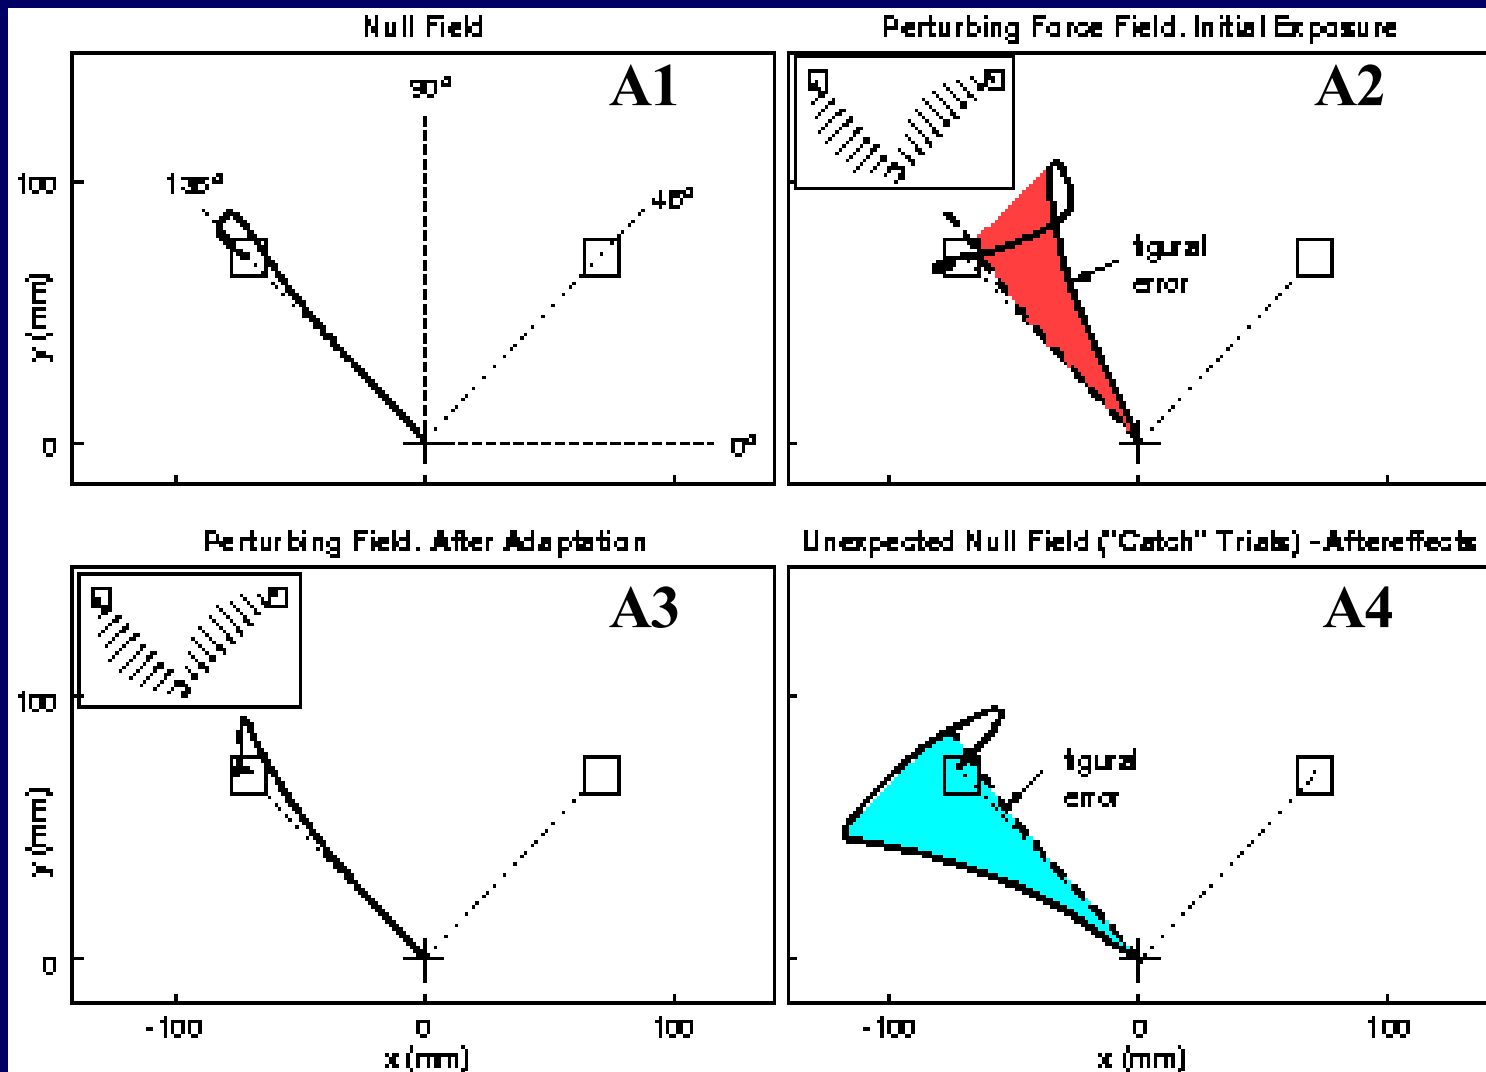 Null Field
A1
90°
135°
45°
0°
100
0
y (mm)
Perturbing Force Field. Initial Exposure
A2
figural
error
Perturbing Field. After Adaptation
A3
100
0
y (mm)
-100
0
100
x (mm)
Unexpected Null Field ("Catch" Trials) - Aftereffects
A4
figural
error
-100
0
100
x (mm)